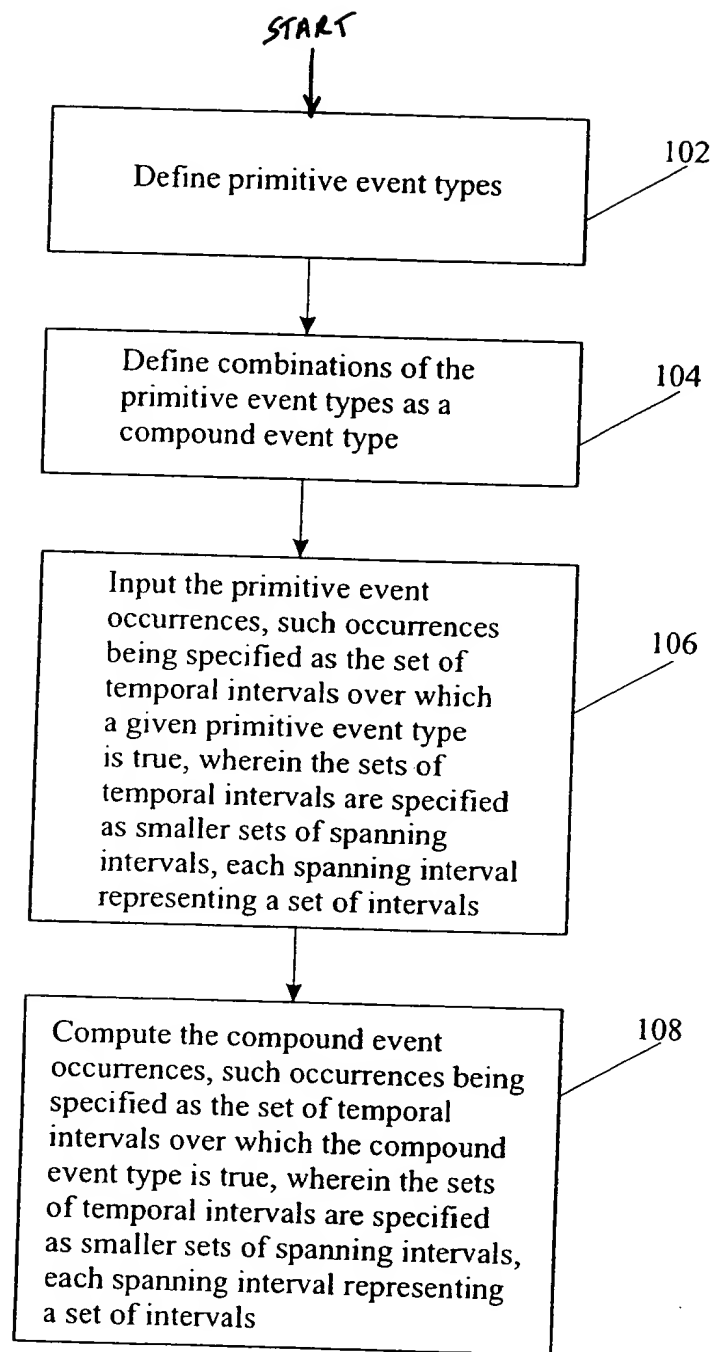 START
Define primitive event types
102
Define combinations of the
primitive event types as a
compound event type
104
Input the primitive event
occurrences, such occurrences
being specified as the set of
temporal intervals over which
a given primitive event type
is true, wherein the sets of
temporal intervals are specified
as smaller sets of spanning
intervals, each spanning interval
representing a set of intervals
106
Compute the compound event
occurrences, such occurrences being
specified as the set of temporal
intervals over which the compound
event type is true, wherein the sets
of temporal intervals are specified
as smaller sets of spanning intervals,
each spanning interval representing
a set of intervals
108